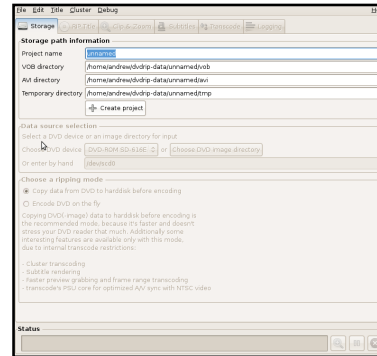 File Edit Title Cluster Debug H
Storage RIP Title Clip & Zoom Subtitles Transcode Logging
Storage path information
Project name unnamed
VOB directory /home/andrew/dvdrip-data/unnamed/vob
AVI directory /home/andrew/dvdrip-data/unnamed/avi
Temporary directory /home/andrew/dvdrip-data/unnamed/tmp
Create project
Data source selection
Select a DVD device or an image directory for input
Choose DVD device DVD-ROM SD-616E or Choose DVD image directory
Or enter by hand /dev/scd0
Choose a ripping mode
Copy data from DVD to harddisk before encoding
Encode DVD on the fly
Copying DVD(-image) data to harddisk before encoding is
the recommended mode, because it's faster and doesn't
stress your DVD reader that much. Additionally some
interesting features are available only with this mode,
due to internal transcode restrictions:
- Cluster transcoding
- Subtitle rendering
- Faster preview grabbing and frame range transcoding
- transcode's PSU core for optimized A/V sync with NTSC video
Status